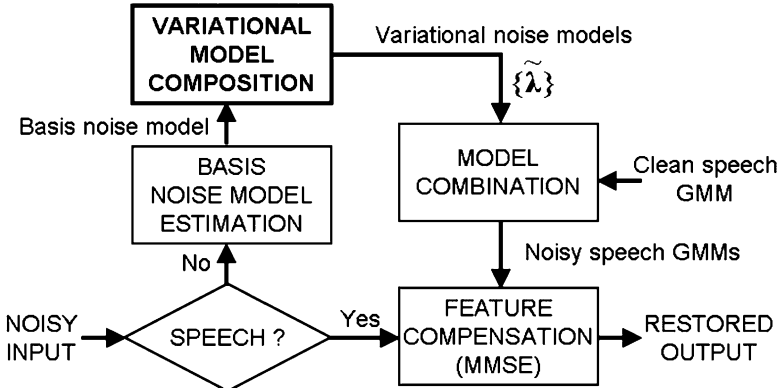 VARIATIONAL
MODEL
COMPOSITION
Variational noise models
{λ̃}
Basis noise model
BASIS
NOISE MODEL
ESTIMATION
MODEL
COMBINATION
Clean speech
GMM
No
Noisy speech GMMs
NOISY
INPUT
SPEECH ?
Yes
FEATURE
COMPENSATION
(MMSE)
RESTORED
OUTPUT